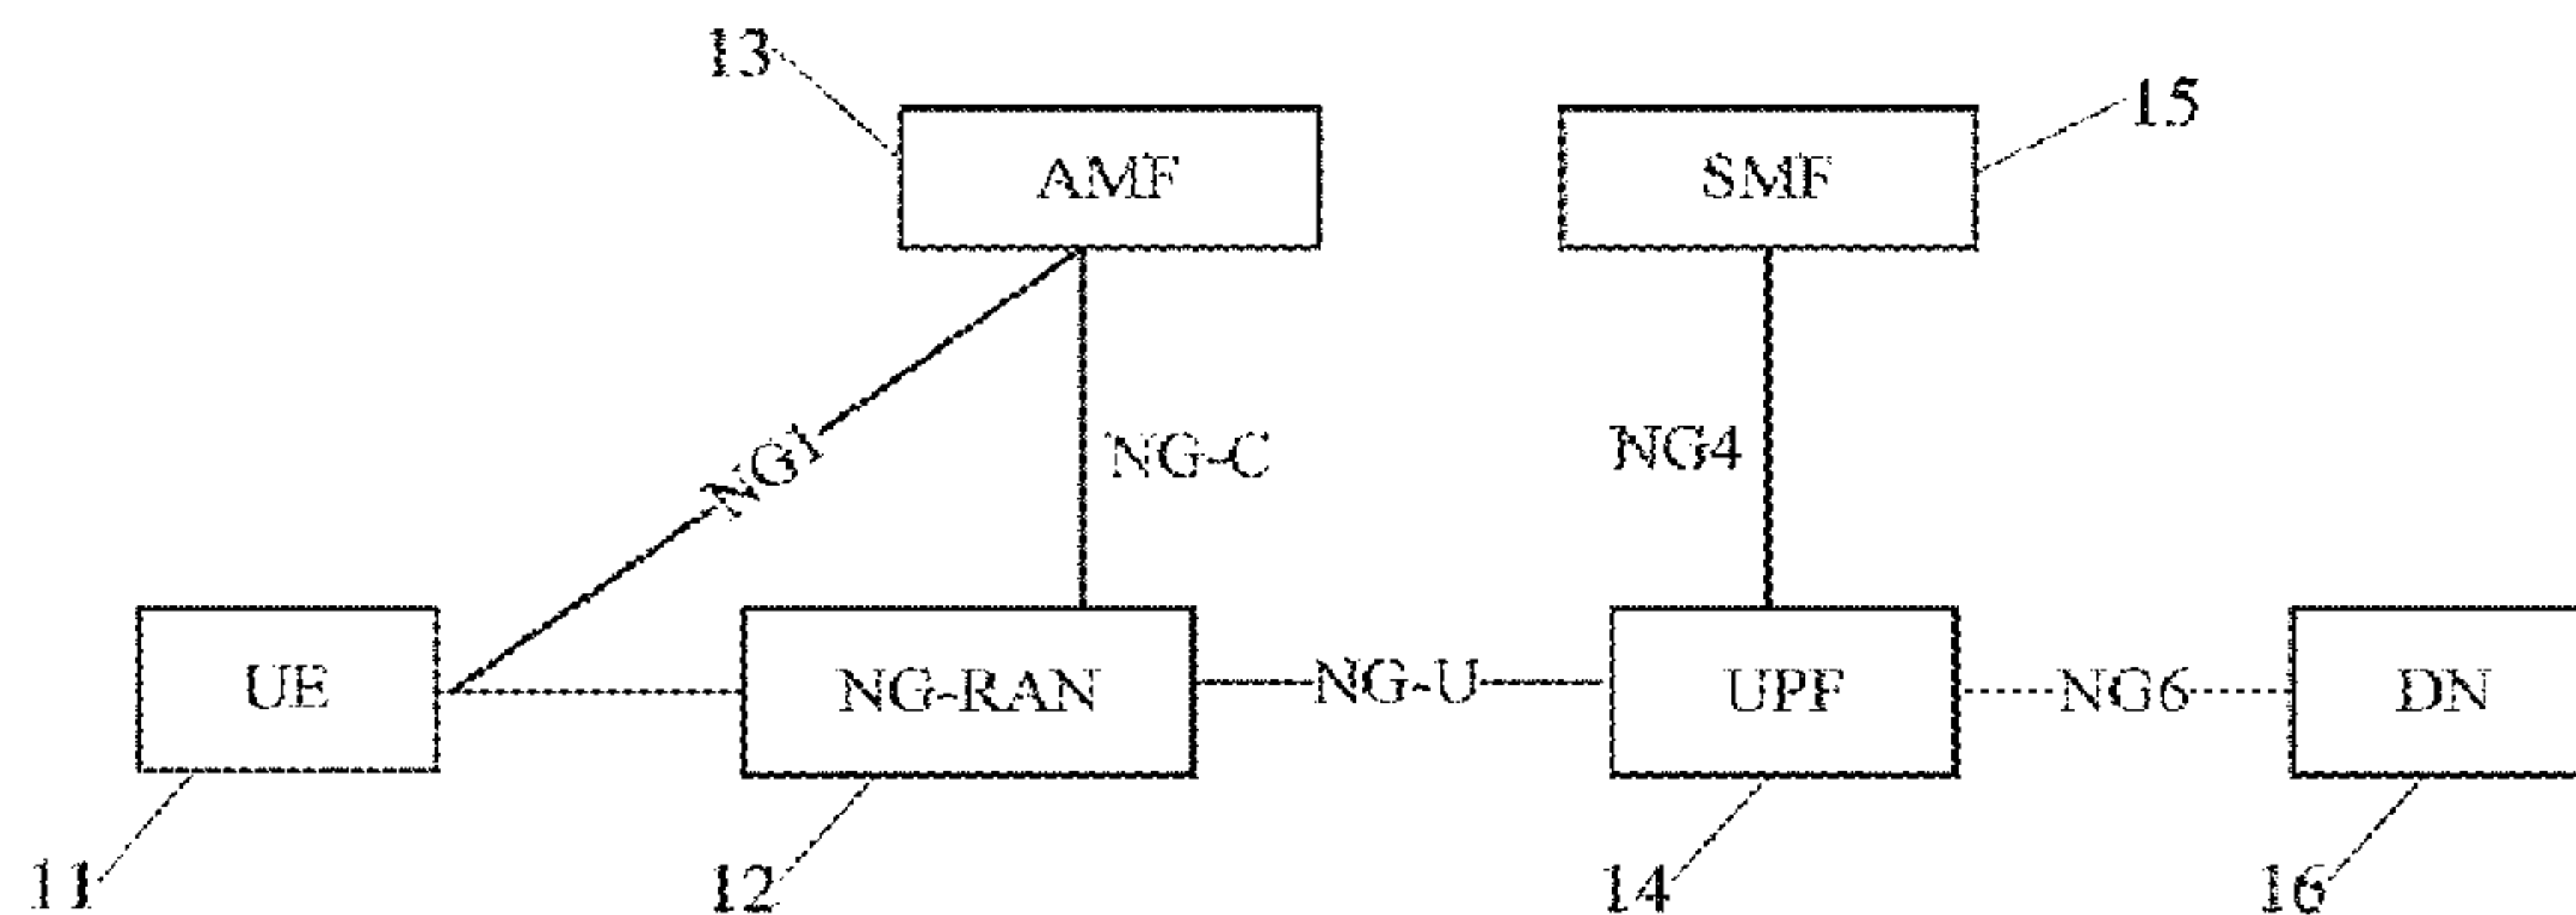 13
15
AMF
SMF
NG1
NG-C
NG4
UE
NG-RAN
NG-U
UPF
NG6
DN
11
12
14
16